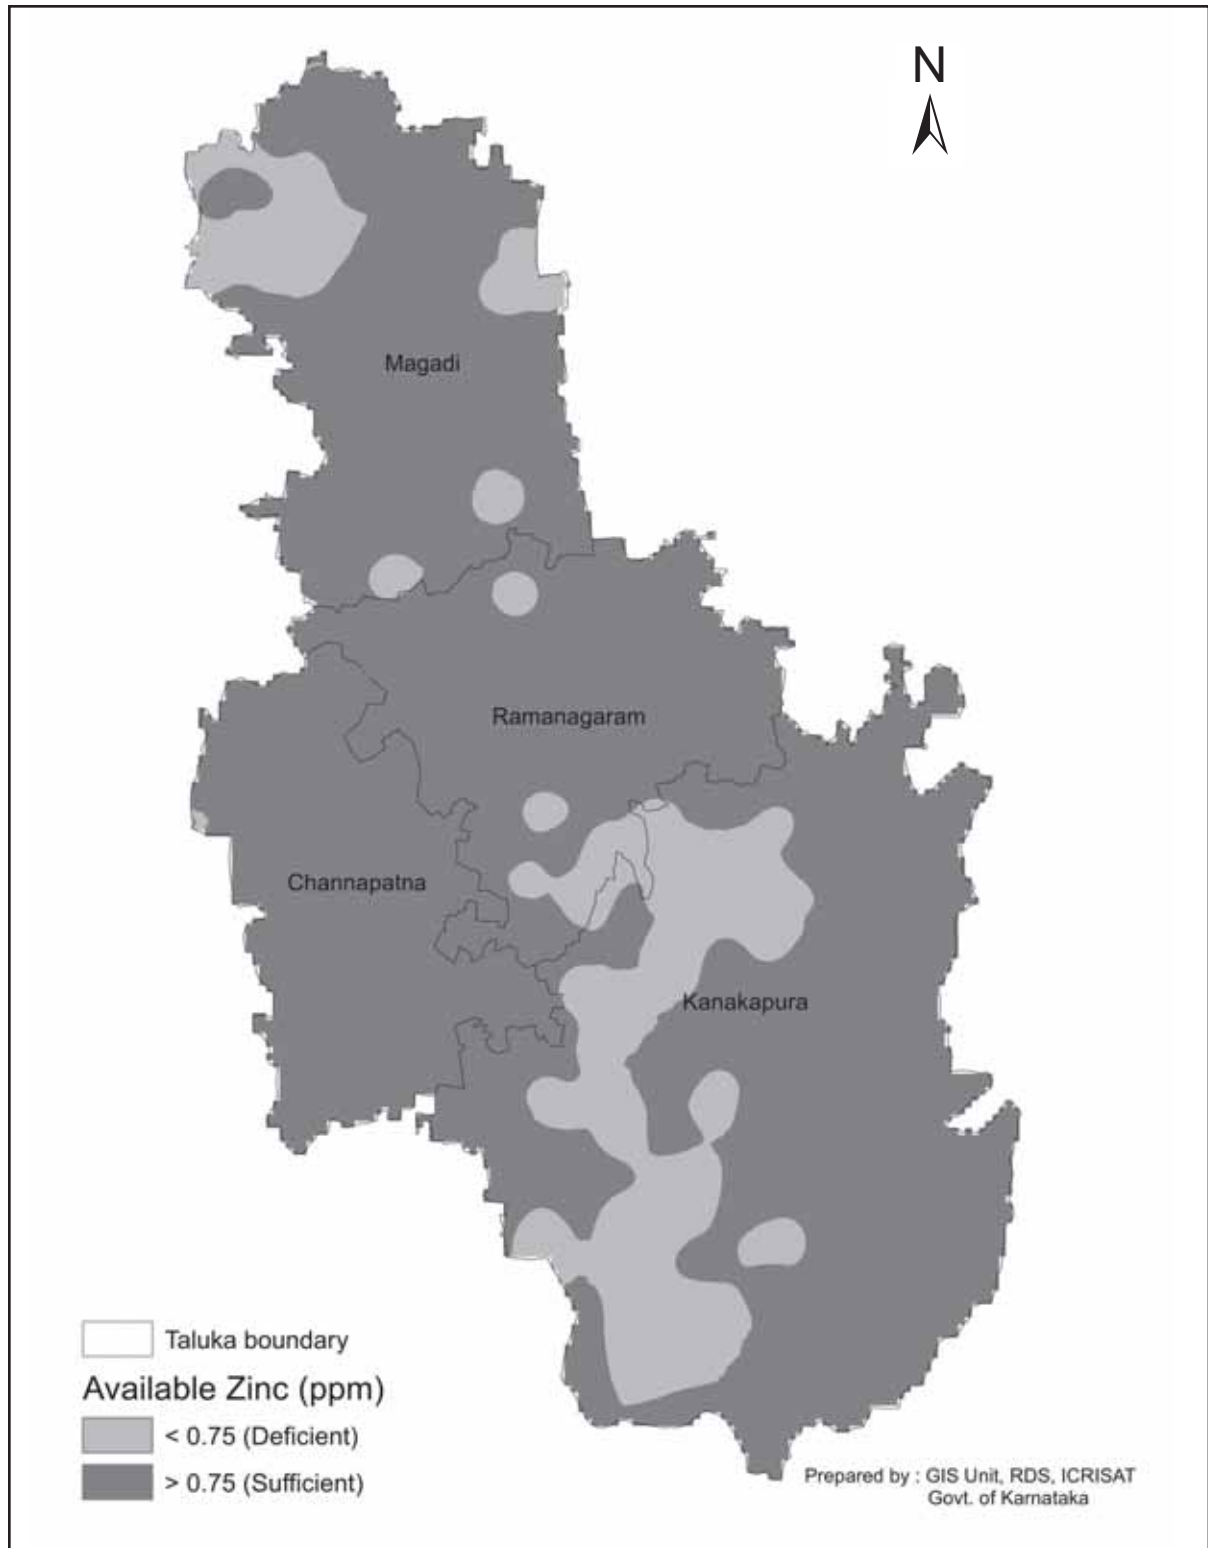 N
Magadi
Ramanagaram
Channapatna
Kanakapura
Taluka boundary
Available Zinc (ppm)
< 0.75 (Deficient)
> 0.75 (Sufficient)
Prepared by : GIS Unit, RDS, ICRISAT
Govt. of Karnataka